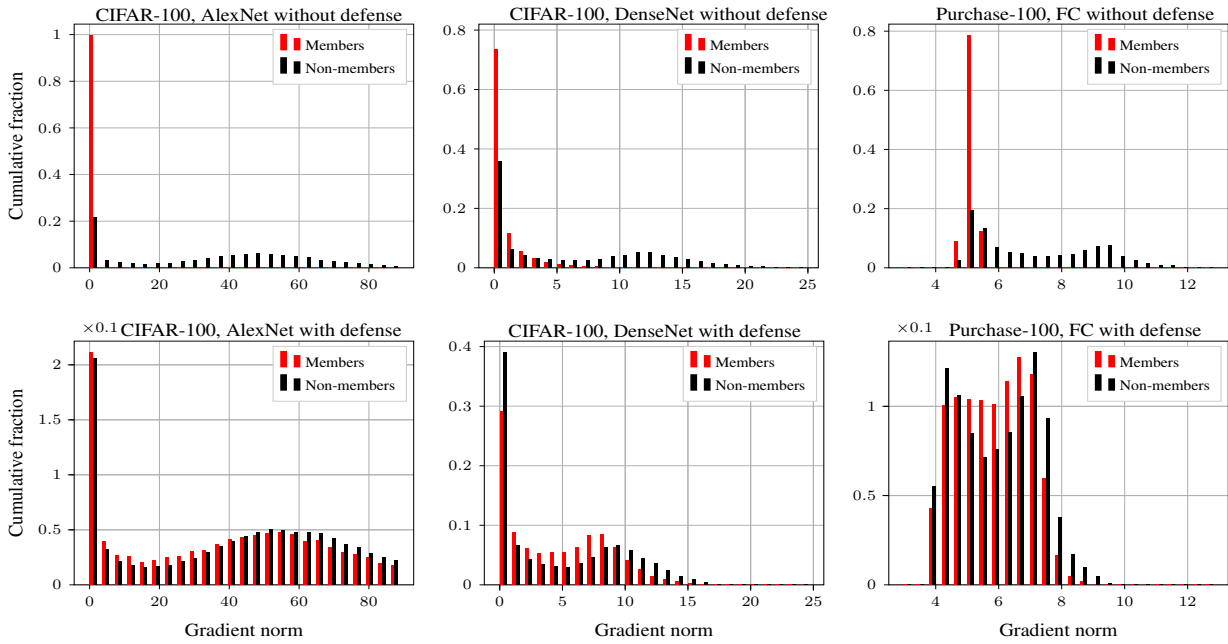 CIFAR-100, AlexNet without defense
Cumulative fraction
1
0.8
0.6
0.4
0.2
0
0 20 40 60 80
Members
Non-members
CIFAR-100, DenseNet without defense
0.8
0.6
0.4
0.2
0
0 5 10 15 20 25
Members
Non-members
Purchase-100, FC without defense
0.8
0.6
0.4
0.2
0
4 6 8 10 12
Members
Non-members
×0.1 CIFAR-100, AlexNet with defense
Cumulative fraction
2
1.5
1
0.5
0
0 20 40 60 80
Gradient norm
Members
Non-members
CIFAR-100, DenseNet with defense
0.4
0.3
0.2
0.1
0
0 5 10 15 20 25
Gradient norm
Members
Non-members
×0.1 Purchase-100, FC with defense
1
0.5
0
4 6 8 10 12
Gradient norm
Members
Non-members